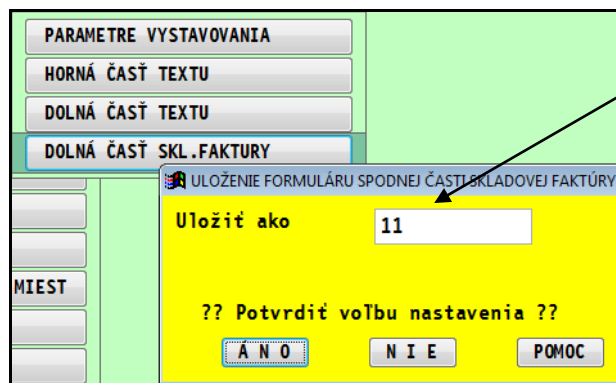 PARAMETRE VYSTAVOVANIA
HORNÁ ČASŤ TEXTU
DOLNÁ ČASŤ TEXTU
DOLNÁ ČASŤ SKL.FAKTURY
ULOŽENIE FORMULÁRU SPODNEJ ČASTI SKLADOVEJ FAKTÚRY
Uložiť ako 11
MIEST
?? Potvrdiť voľbu nastavenia ??
Á N O N I E POMOC